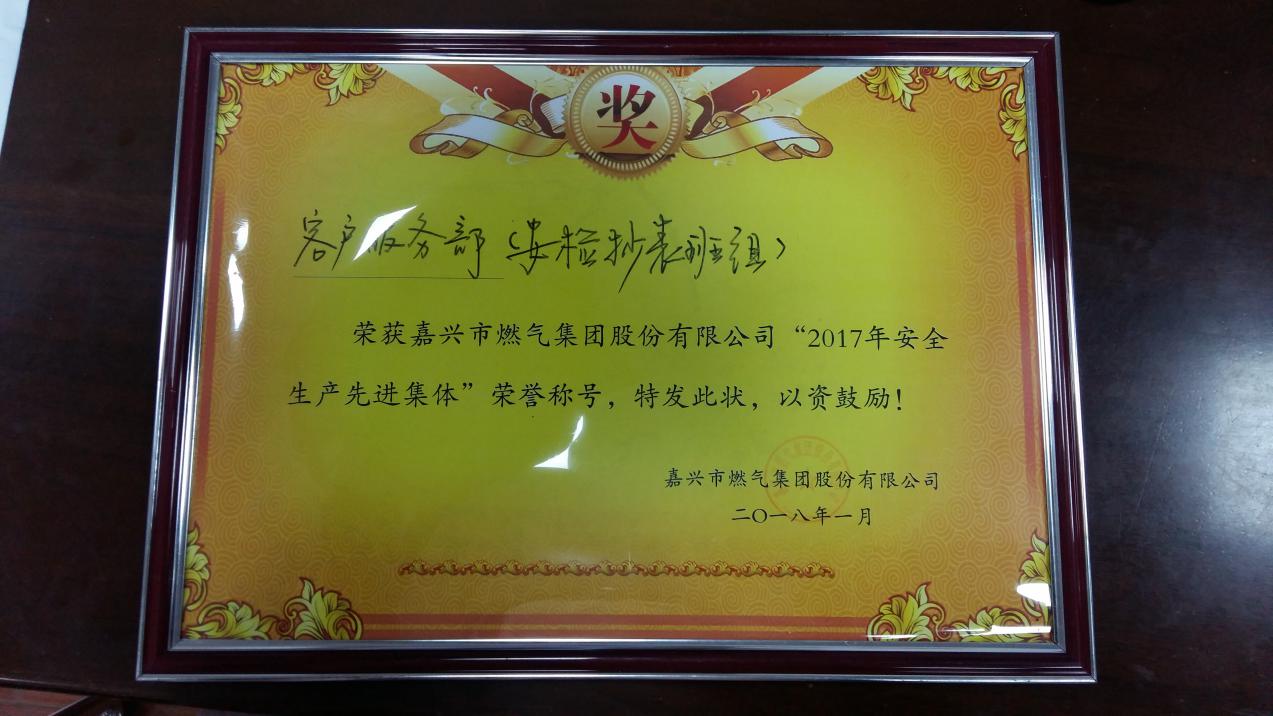 奖
客户服务部（安检抄表班组）
荣获嘉兴市燃气集团股份有限公司“2017年安全
生产先进集体”荣誉称号，特发此状，以资鼓励！
嘉兴市燃气集团股份有限公司
二〇一八年一月